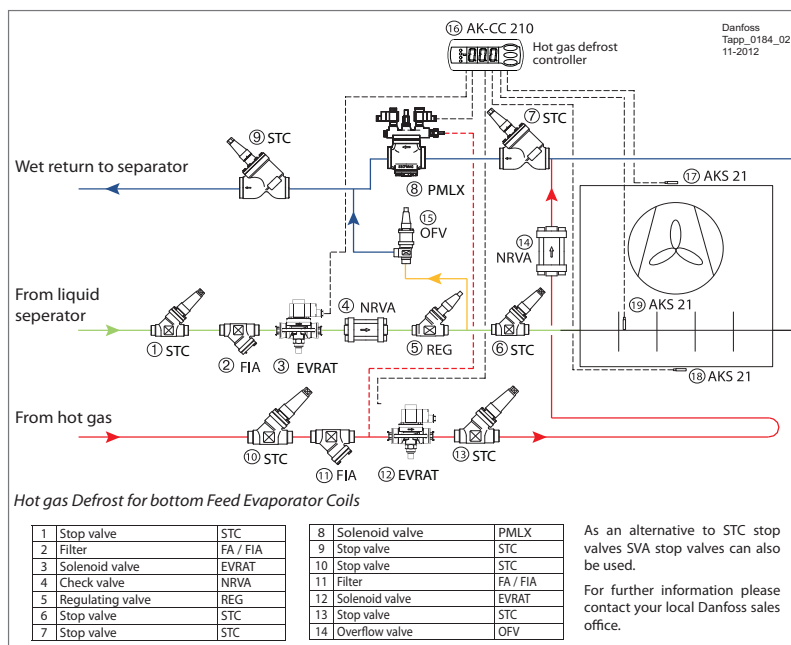 16 AK-CC 210
Hot gas defrost
controller
Danfoss
Tapp_0184_02
11-2012
000
7 STC
9 STC
Wet return to separator
8 PMLX
17 AKS 21
15
OFV
14
NRVA
From liquid
seperator
4 NRVA
19 AKS 21
1 STC
2 FIA
3 EVRAT
5 REG
6 STC
18 AKS 21
From hot gas
10 STC
11 FIA
12 EVRAT
13 STC
Hot gas Defrost for bottom Feed Evaporator Coils
1 Stop valve STC
2 Filter FA / FIA
3 Solenoid valve EVRAT
4 Check valve NRVA
5 Regulating valve REG
6 Stop valve STC
7 Stop valve STC
8 Solenoid valve PMLX
9 Stop valve STC
10 Stop valve STC
11 Filter FA / FIA
12 Solenoid valve EVRAT
13 Stop valve STC
14 Overflow valve OFV
As an alternative to STC stop
valves SVA stop valves can also
be used.
For further information please
contact your local Danfoss sales
office.